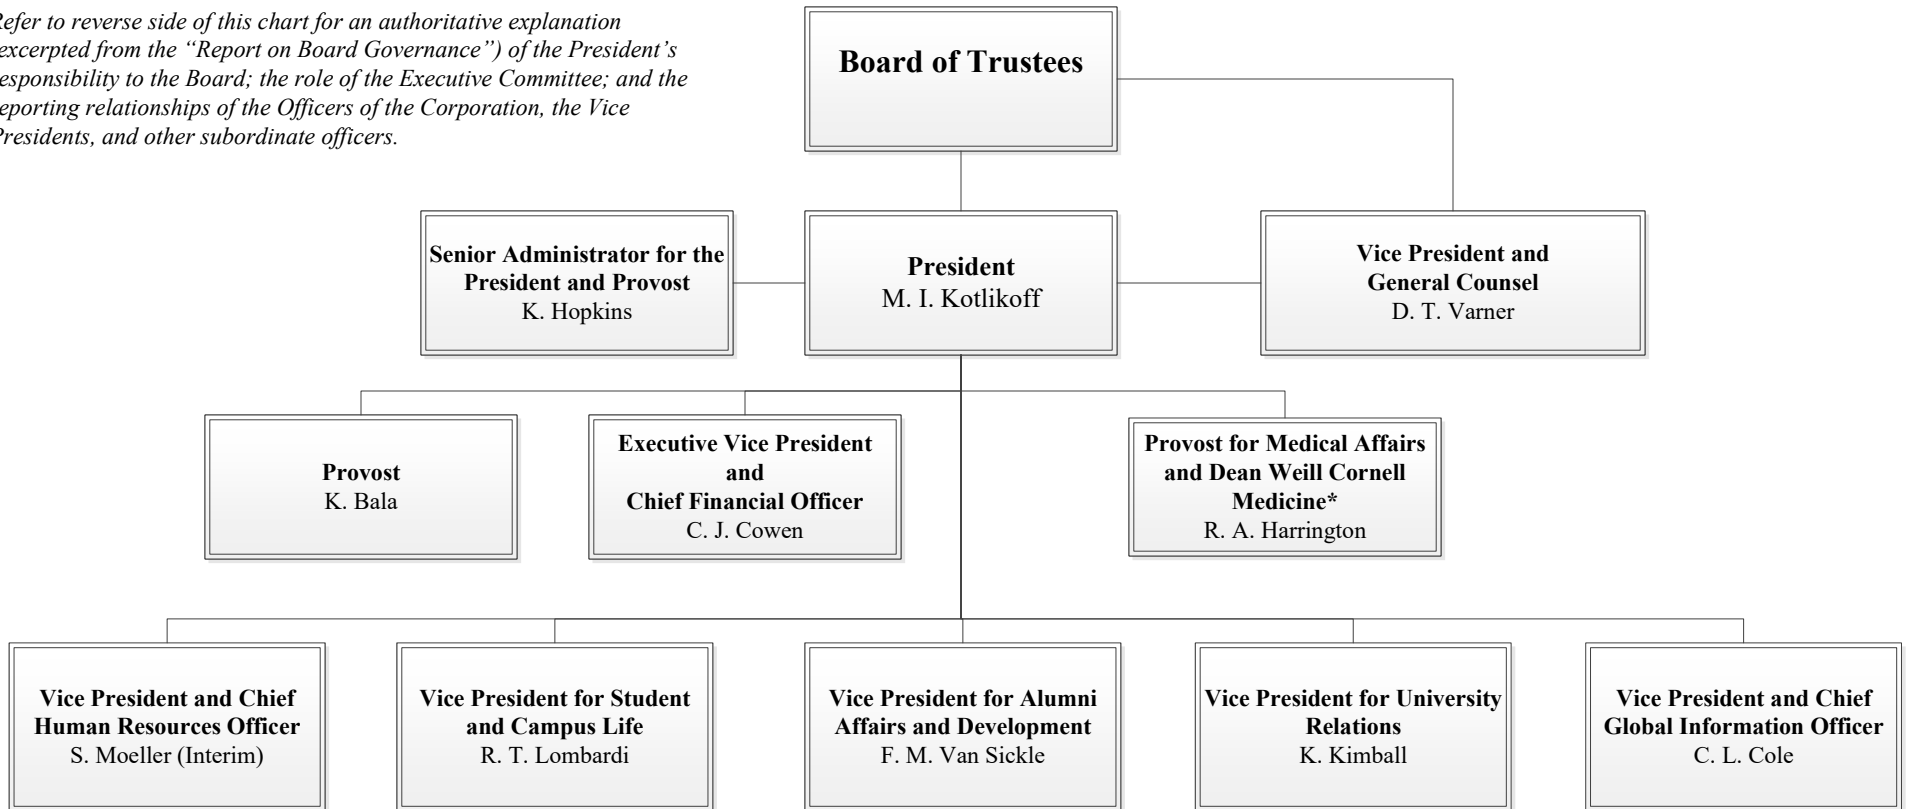 Refer to reverse side of this chart for an authoritative explanation
excerpted from the “Report on Board Governance”) of the President’s
responsibility to the Board; the role of the Executive Committee; and the
reporting relationships of the Officers of the Corporation, the Vice
Presidents, and other subordinate officers.
Board of Trustees
Senior Administrator for the
President and Provost
K. Hopkins
President
M. I. Kotlikoff
Vice President and
General Counsel
D. T. Varner
Provost
K. Bala
Executive Vice President
and
Chief Financial Officer
C. J. Cowen
Provost for Medical Affairs
and Dean Weill Cornell
Medicine*
R. A. Harrington
Vice President and Chief
Human Resources Officer
S. Moeller (Interim)
Vice President for Student
and Campus Life
R. T. Lombardi
Vice President for Alumni
Affairs and Development
F. M. Van Sickle
Vice President for University
Relations
K. Kimball
Vice President and Chief
Global Information Officer
C. L. Cole